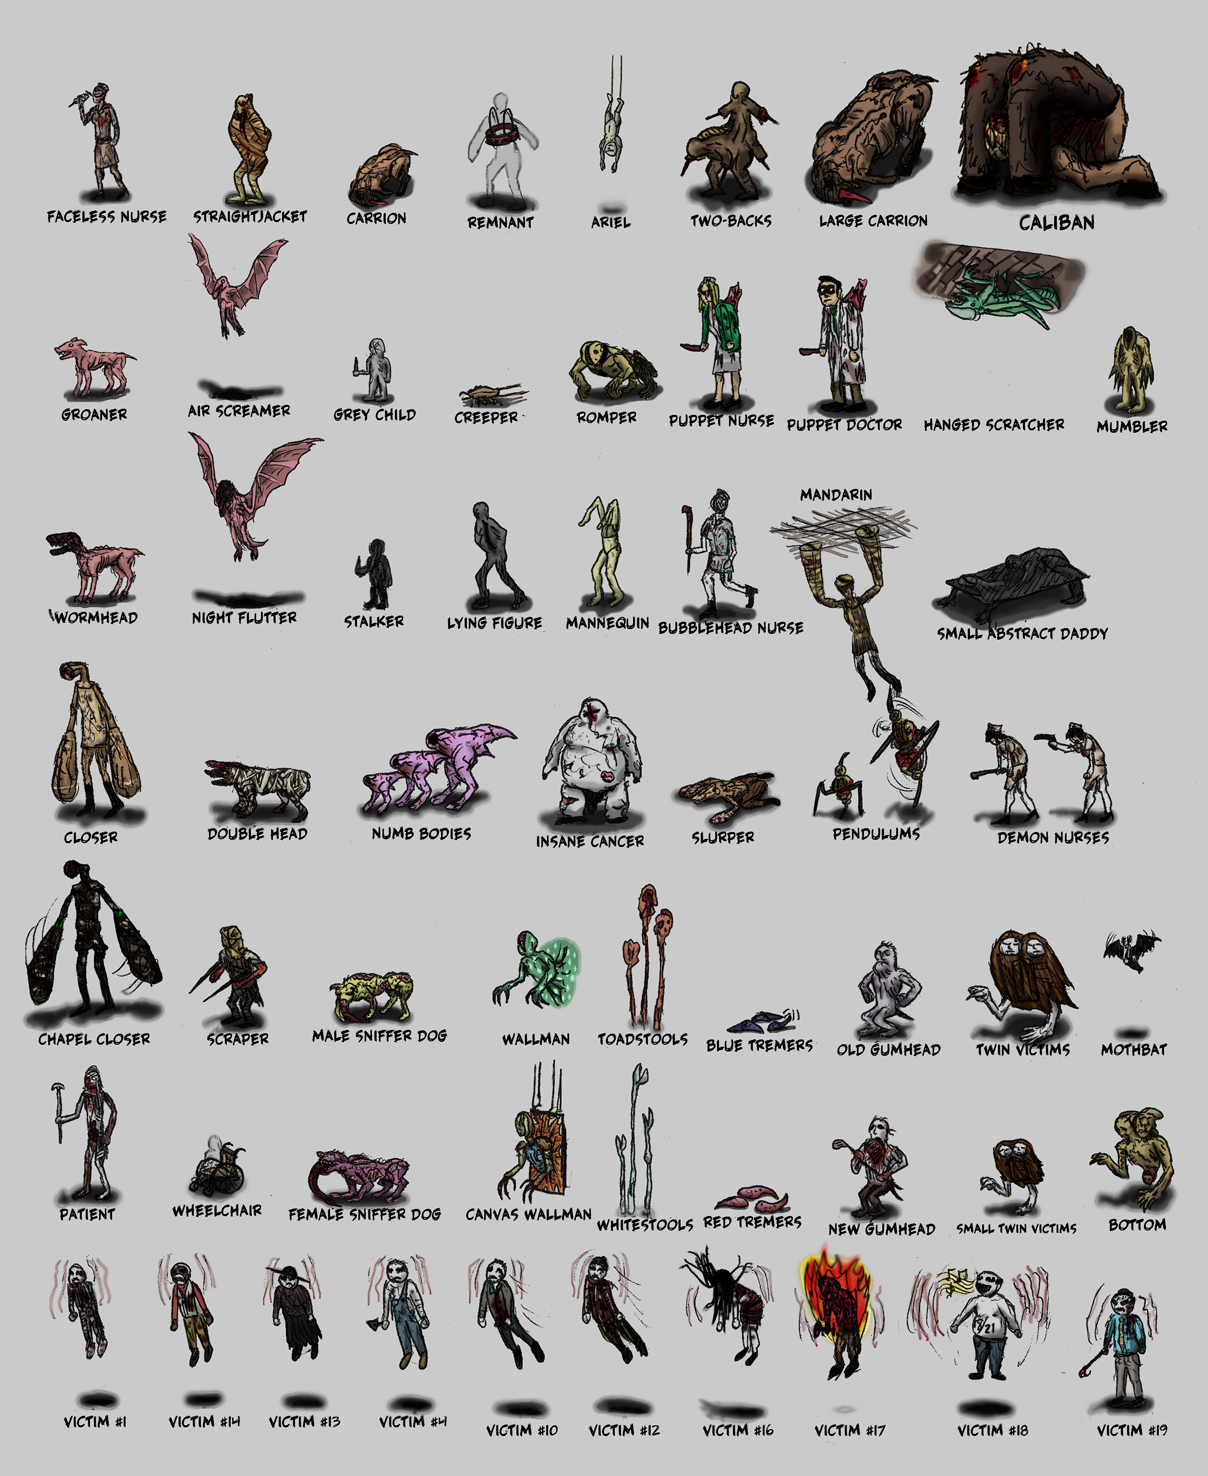 FACELESS NURSE
STRAIGHTJACKET
CARRION
REMNANT
ARIEL
TWO-BACKS
LARGE CARRION
CALIBAN
GROANER
AIR SCREAMER
GREY CHILD
CREEPER
ROMPER
PUPPET NURSE
PUPPET DOCTOR
HANGED SCRATCHER
MUMBLER
WORMHEAD
NIGHT FLUTTER
STALKER
LYING FIGURE
MANNEQUIN
BUBBLEHEAD NURSE
MANDARIN
SMALL ABSTRACT DADDY
CLOSER
DOUBLE HEAD
NUMB BODIES
INSANE CANCER
SLURPER
PENDULUMS
DEMON NURSES
CHAPEL CLOSER
SCRAPER
MALE SNIFFER DOG
WALLMAN
TOADSTOOLS
BLUE TREMERS
OLD GUMHEAD
TWIN VICTIMS
MOTHBAT
PATIENT
WHEELCHAIR
FEMALE SNIFFER DOG
CANVAS WALLMAN
WHITESTOOLS
RED TREMERS
NEW GUMHEAD
SMALL TWIN VICTIMS
BOTTOM
VICTIM #1
VICTIM #14
VICTIM #13
VICTIM #4
VICTIM #10
VICTIM #12
VICTIM #16
VICTIM #17
VICTIM #18
VICTIM #19